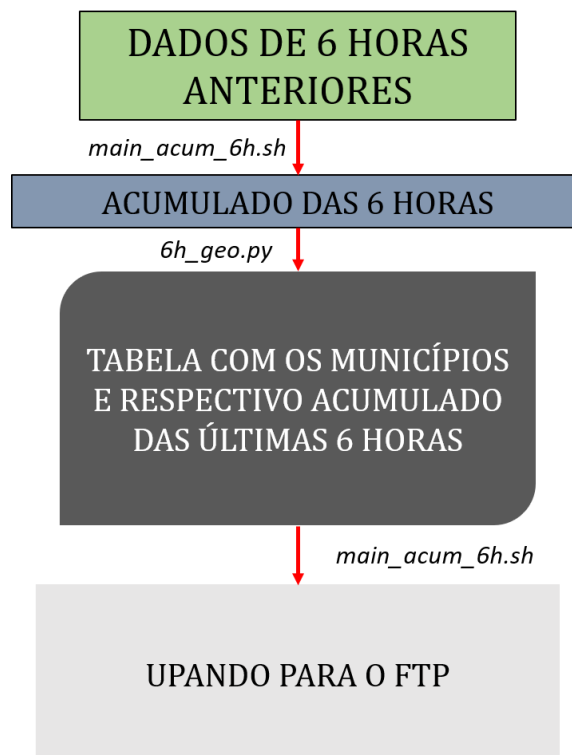 DADOS DE 6 HORAS
ANTERIORES
main_acum_6h.sh
ACUMULADO DAS 6 HORAS
6h_geo.py
TABELA COM OS MUNICÍPIOS
E RESPECTIVO ACUMULADO
DAS ÚLTIMAS 6 HORAS
main_acum_6h.sh
UPANDO PARA O FTP